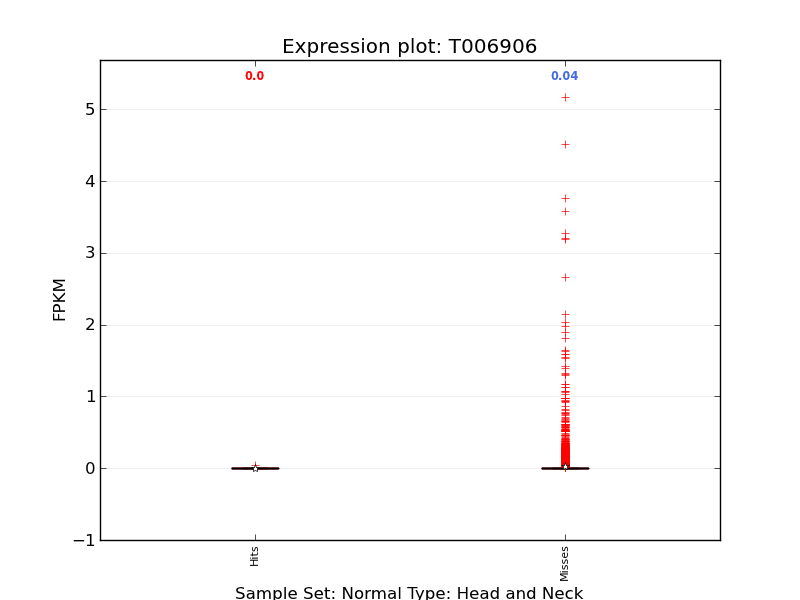 Expression plot: T006906
0.0
0.04
5
4
3
2
1
0
−1
FPKM
Hits
Misses
Sample Set: Normal Type: Head and Neck